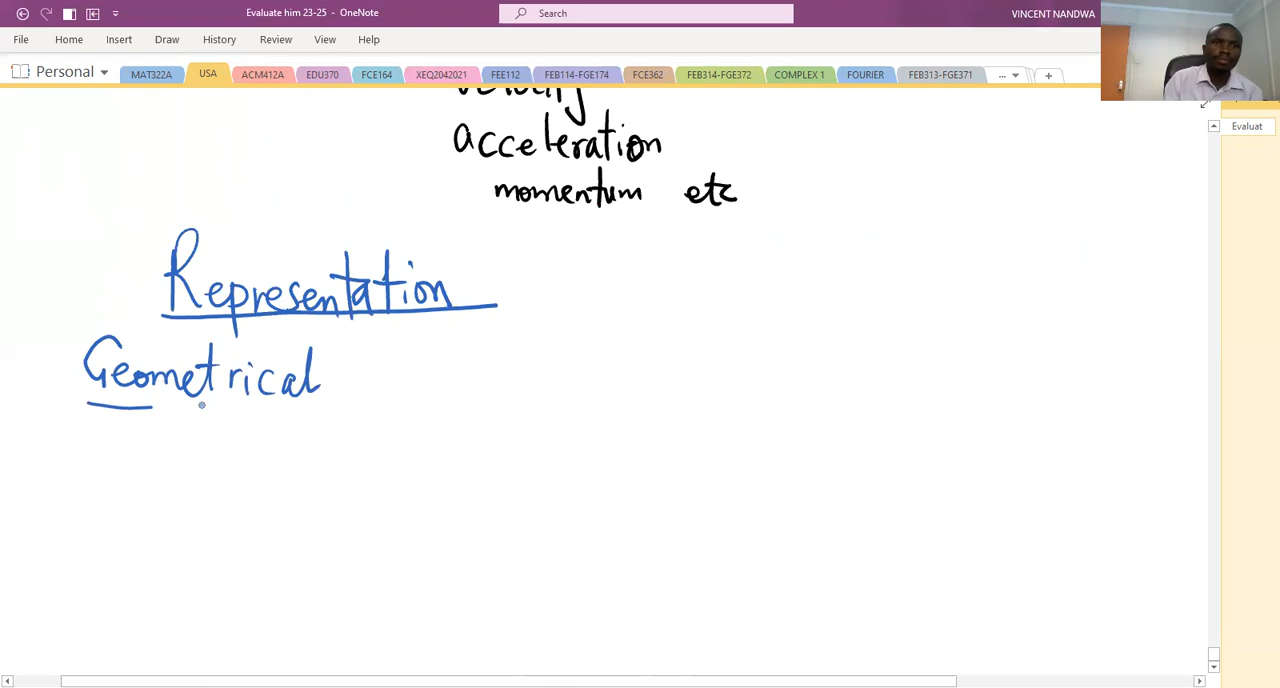 Evaluate him 23-25 - OneNote
Search
VINCENT NANDWA
File Home Insert Draw History Review View Help
Personal MAT322A USA ACM412A EDU370 FCE164 XEQ2042021 FEE112 FEB114-FGE174 FCE362 FEB314-FGE372 COMPLEX 1 FOURIER FEB313-FGE371 ... +
Evaluat
velocity
acceleration
momentum etc
Representation
Geometrical